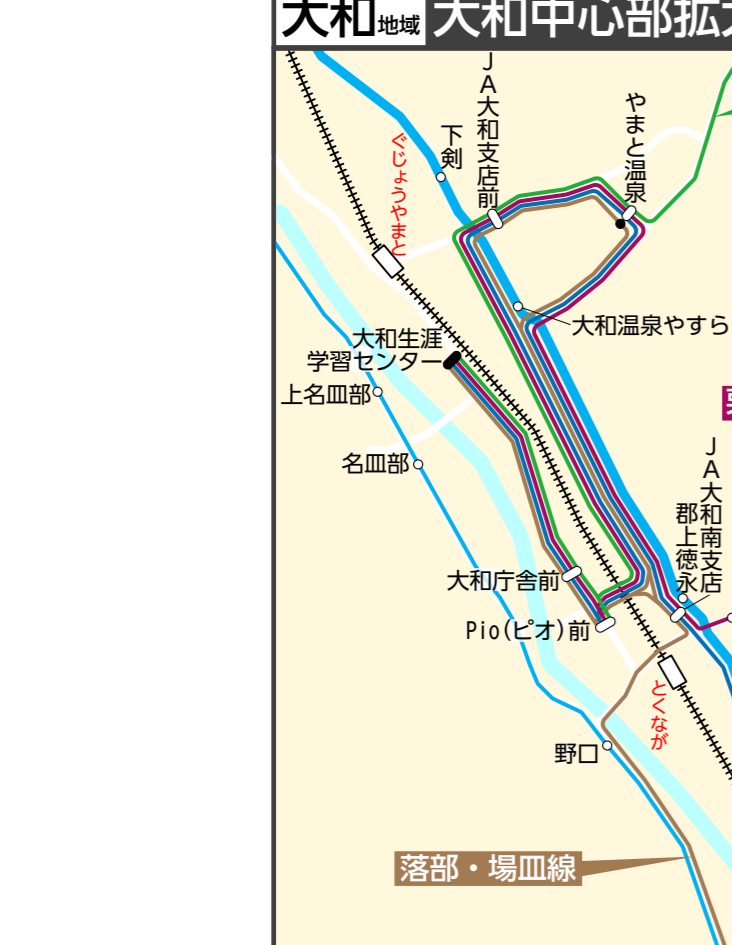 大和地域 大和中心部拡大
JA大和支店前
やまと温泉
下剣
ぐじょうやまと
大和温泉やすら
大和生涯
学習センター
上名皿部
名皿部
JA大和南支店
郡上徳永
大和庁舎前
Pio(ピオ)前
とくなが
野口
落部・場皿線